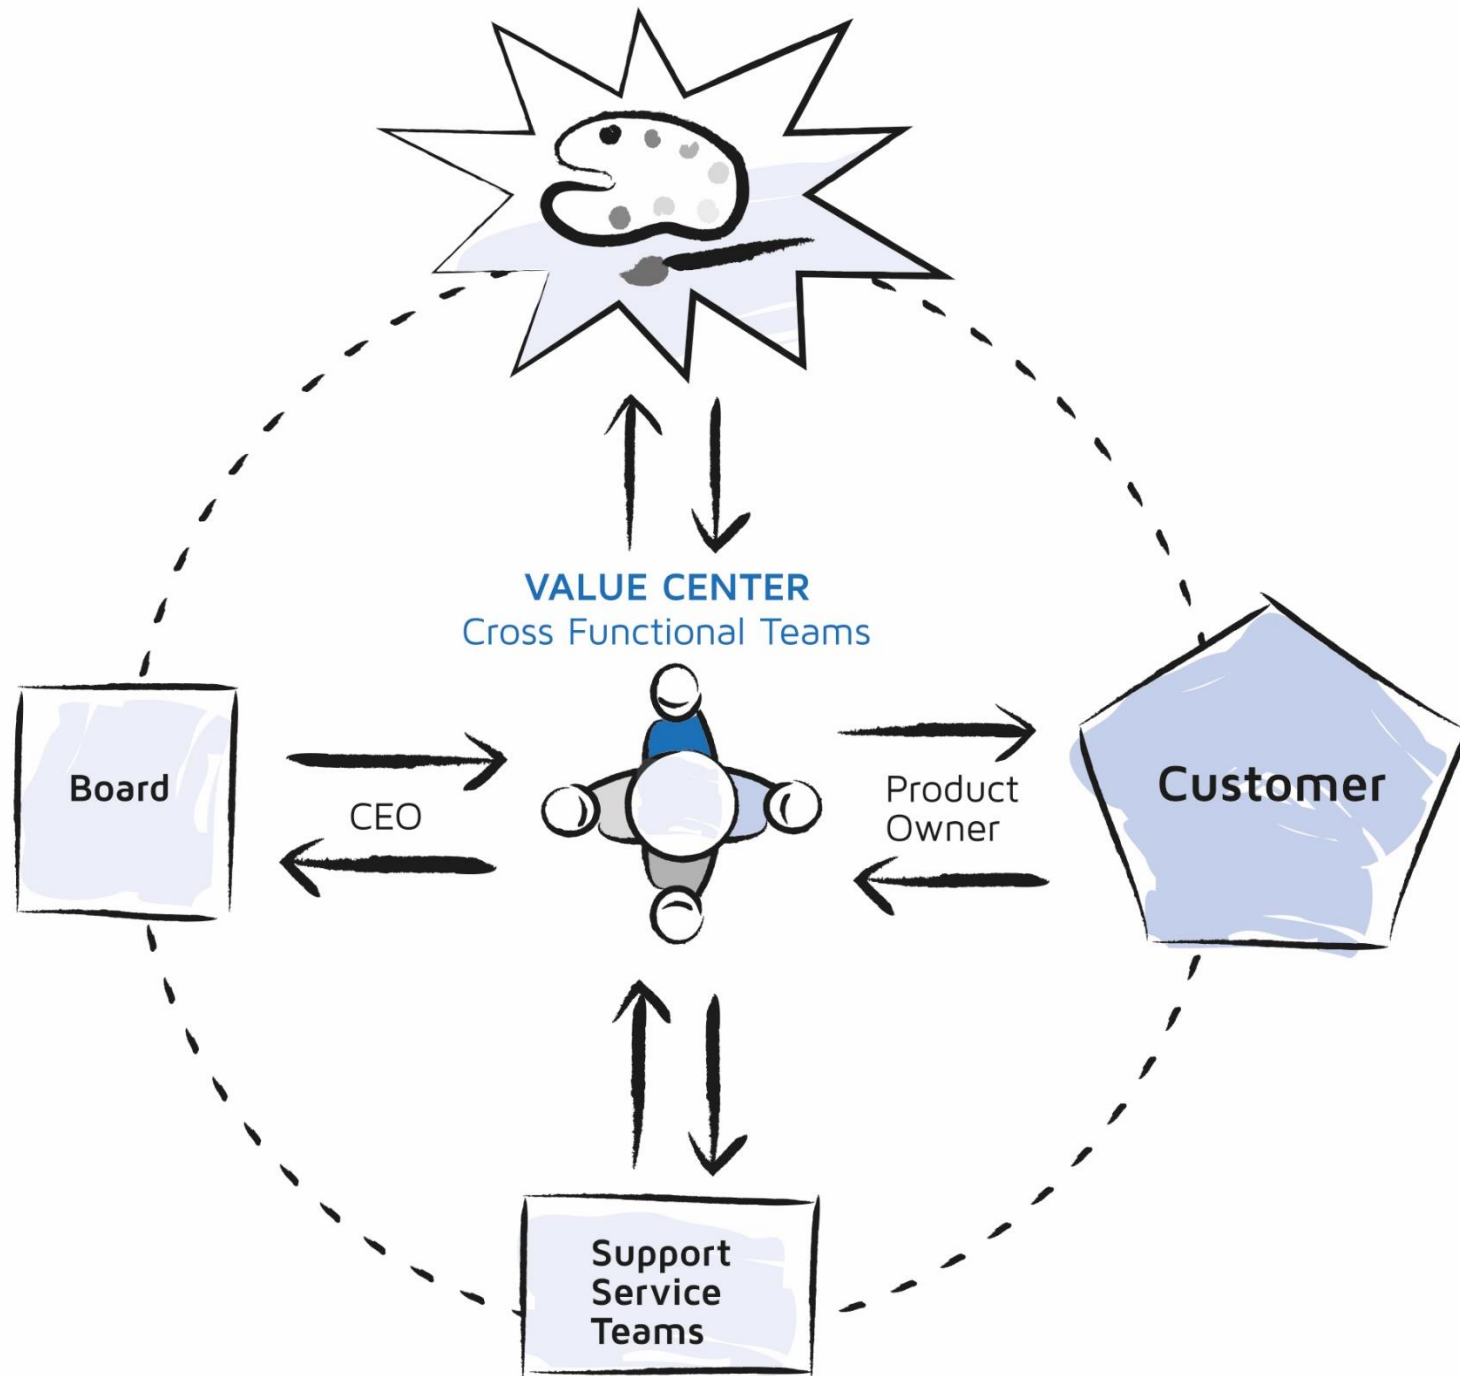 VALUE CENTER
Cross Functional Teams
Board
CEO
Product
Owner
Customer
Support
Service
Teams